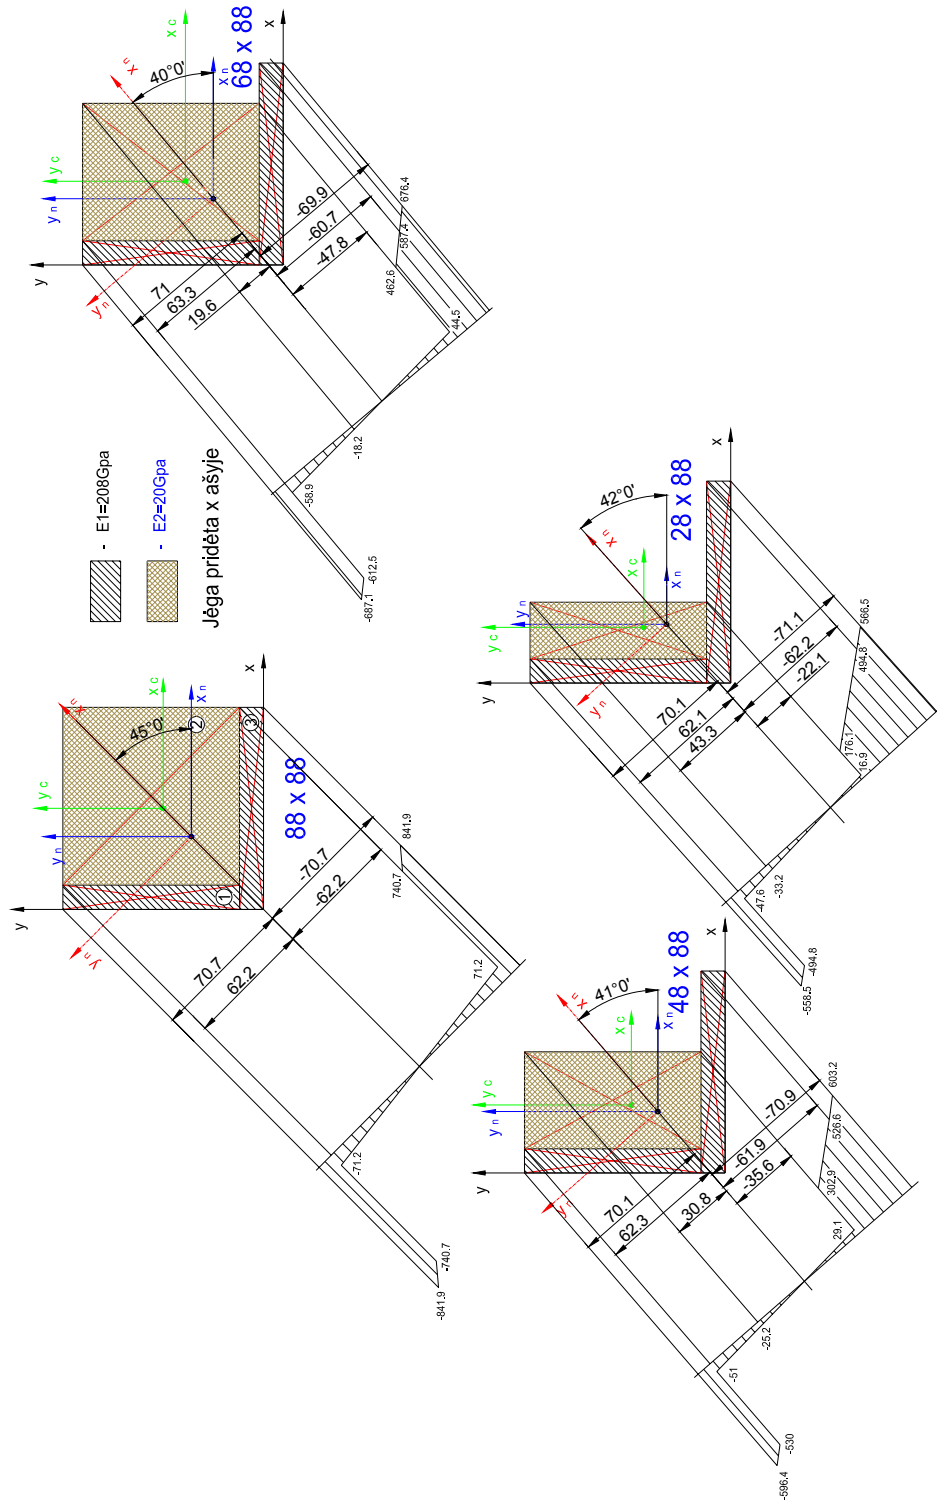 x c
x
x n
40°0'
x n
68 x 88
y c
y n
y
y n
-69.9
-60.7
-47.8
71
63.3
19.6
676.4
587.4
462.6
44.5
-18.2
-58.9
-612.5
-687.1
- E1=208Gpa
- E2=20Gpa
Jėga pridėta x ašyje
x
x c
x n
x n
45°0'
2
3
1
88 x 88
y c
y n
y n
y
-70.7
-62.2
70.7
62.2
841.9
740.7
71.2
-71.2
-740.7
-841.9
x
42°0'
x n
x c
x n
28 x 88
y n
y c
y n
y
-71.1
-62.2
-22.1
70.1
62.1
43.3
566.5
494.8
176.1
16.9
-33.2
-47.6
-494.8
-558.5
x
41°0'
x n
x c
x n
48 x 88
y c
y n
y n
y
-70.9
-61.9
-35.6
70.1
62.3
30.8
603.2
526.6
302.9
29.1
-25.2
-51
-530
-596.4